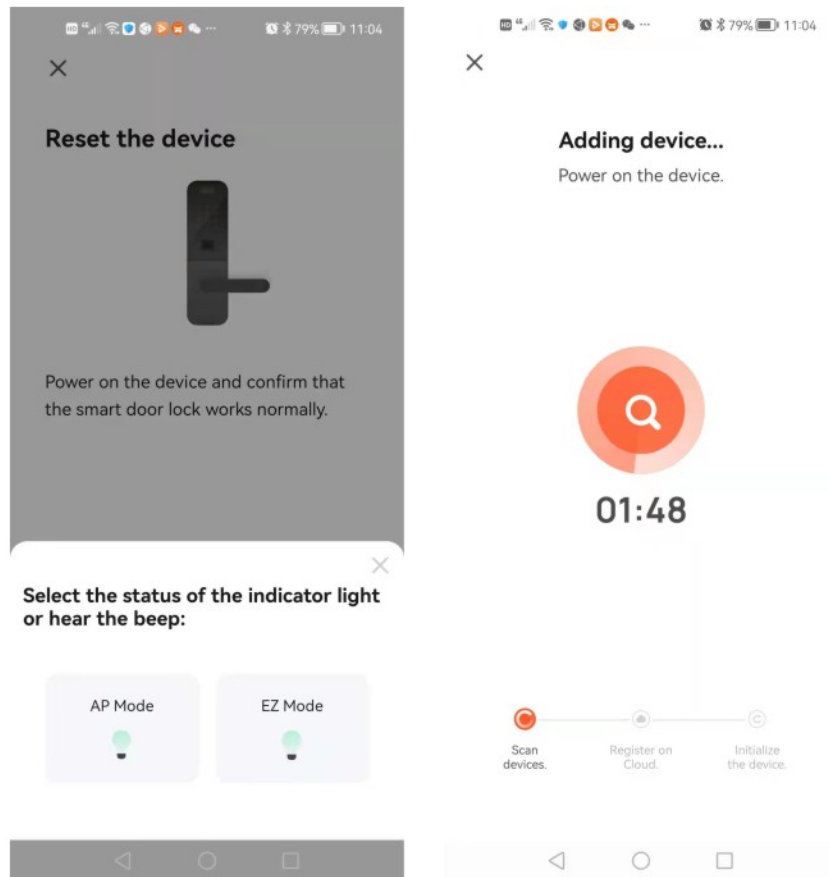 79% 11:04
Reset the device
Power on the device and confirm that
the smart door lock works normally.
Select the status of the indicator light
or hear the beep:
AP Mode
EZ Mode
HD 79% 11:04
Adding device...
Power on the device.
01:48
Scan
devices.
Register on
Cloud.
Initialize
the device.